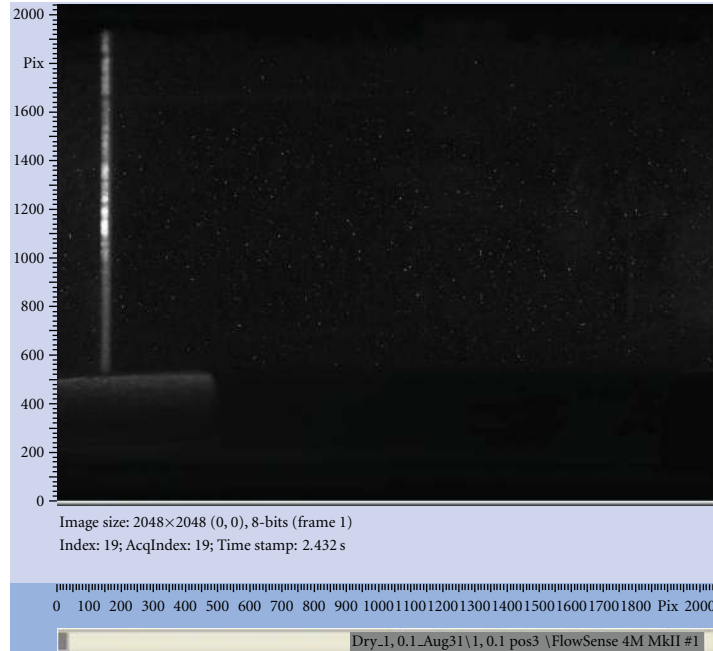 2000
Pix
1600
1400
1200
1000
800
600
400
200
0
Image size: 2048×2048 (0, 0), 8-bits (frame 1)
Index: 19; AcqIndex: 19; Time stamp: 2.432 s
0 100 200 300 400 500 600 700 800 900 1000 1100 1200 1300 1400 1500 1600 1700 1800 Pix 2000
Dry_1, 0.1_Aug31\1, 0.1 pos3 \FlowSense 4M MkII #1